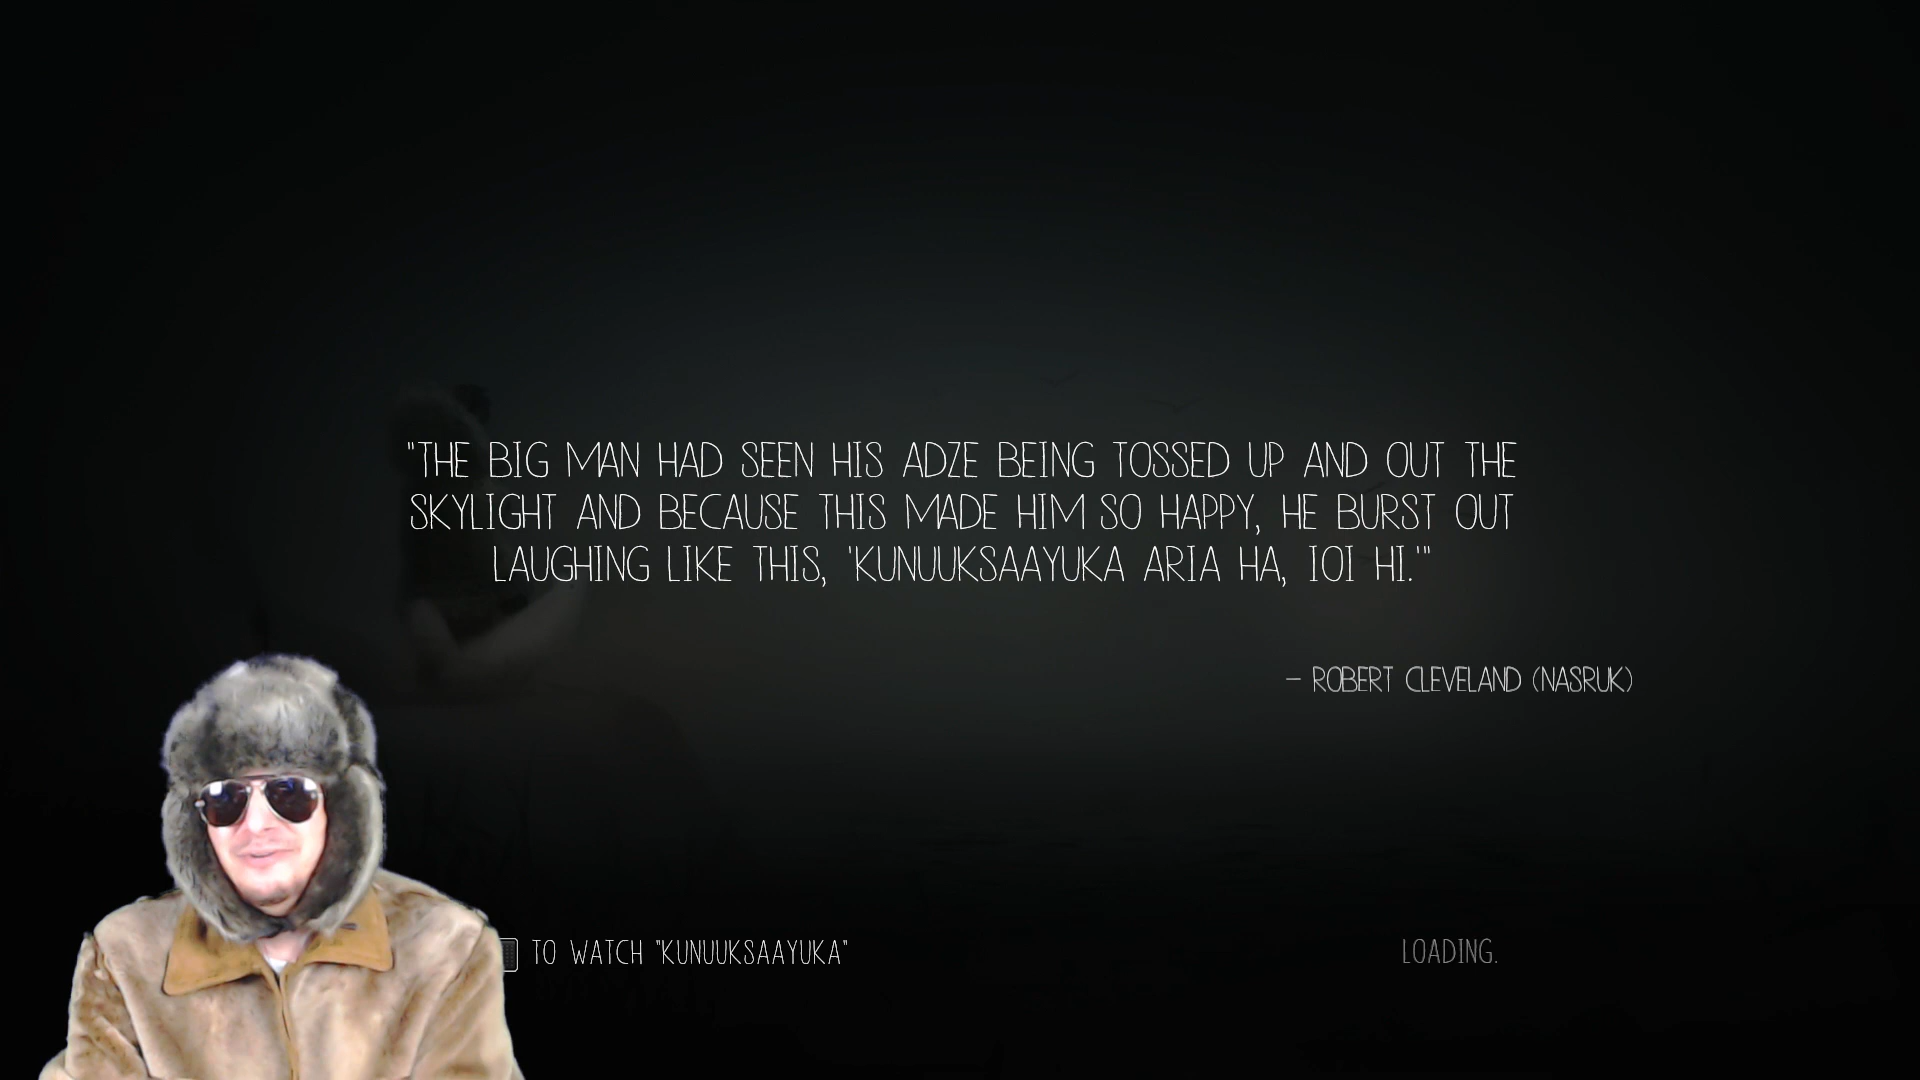 "THE BIG MAN HAD SEEN HIS ADZE BEING TOSSED UP AND OUT THE
SKYLIGHT AND BECAUSE THIS MADE HIM SO HAPPY, HE BURST OUT
LAUGHING LIKE THIS, 'KUNUUKSAAYUKA ARIA HA, IOI HI.'"
- ROBERT CLEVELAND (NASRUK)
TO WATCH "KUNUUKSAAYUKA"
LOADING.